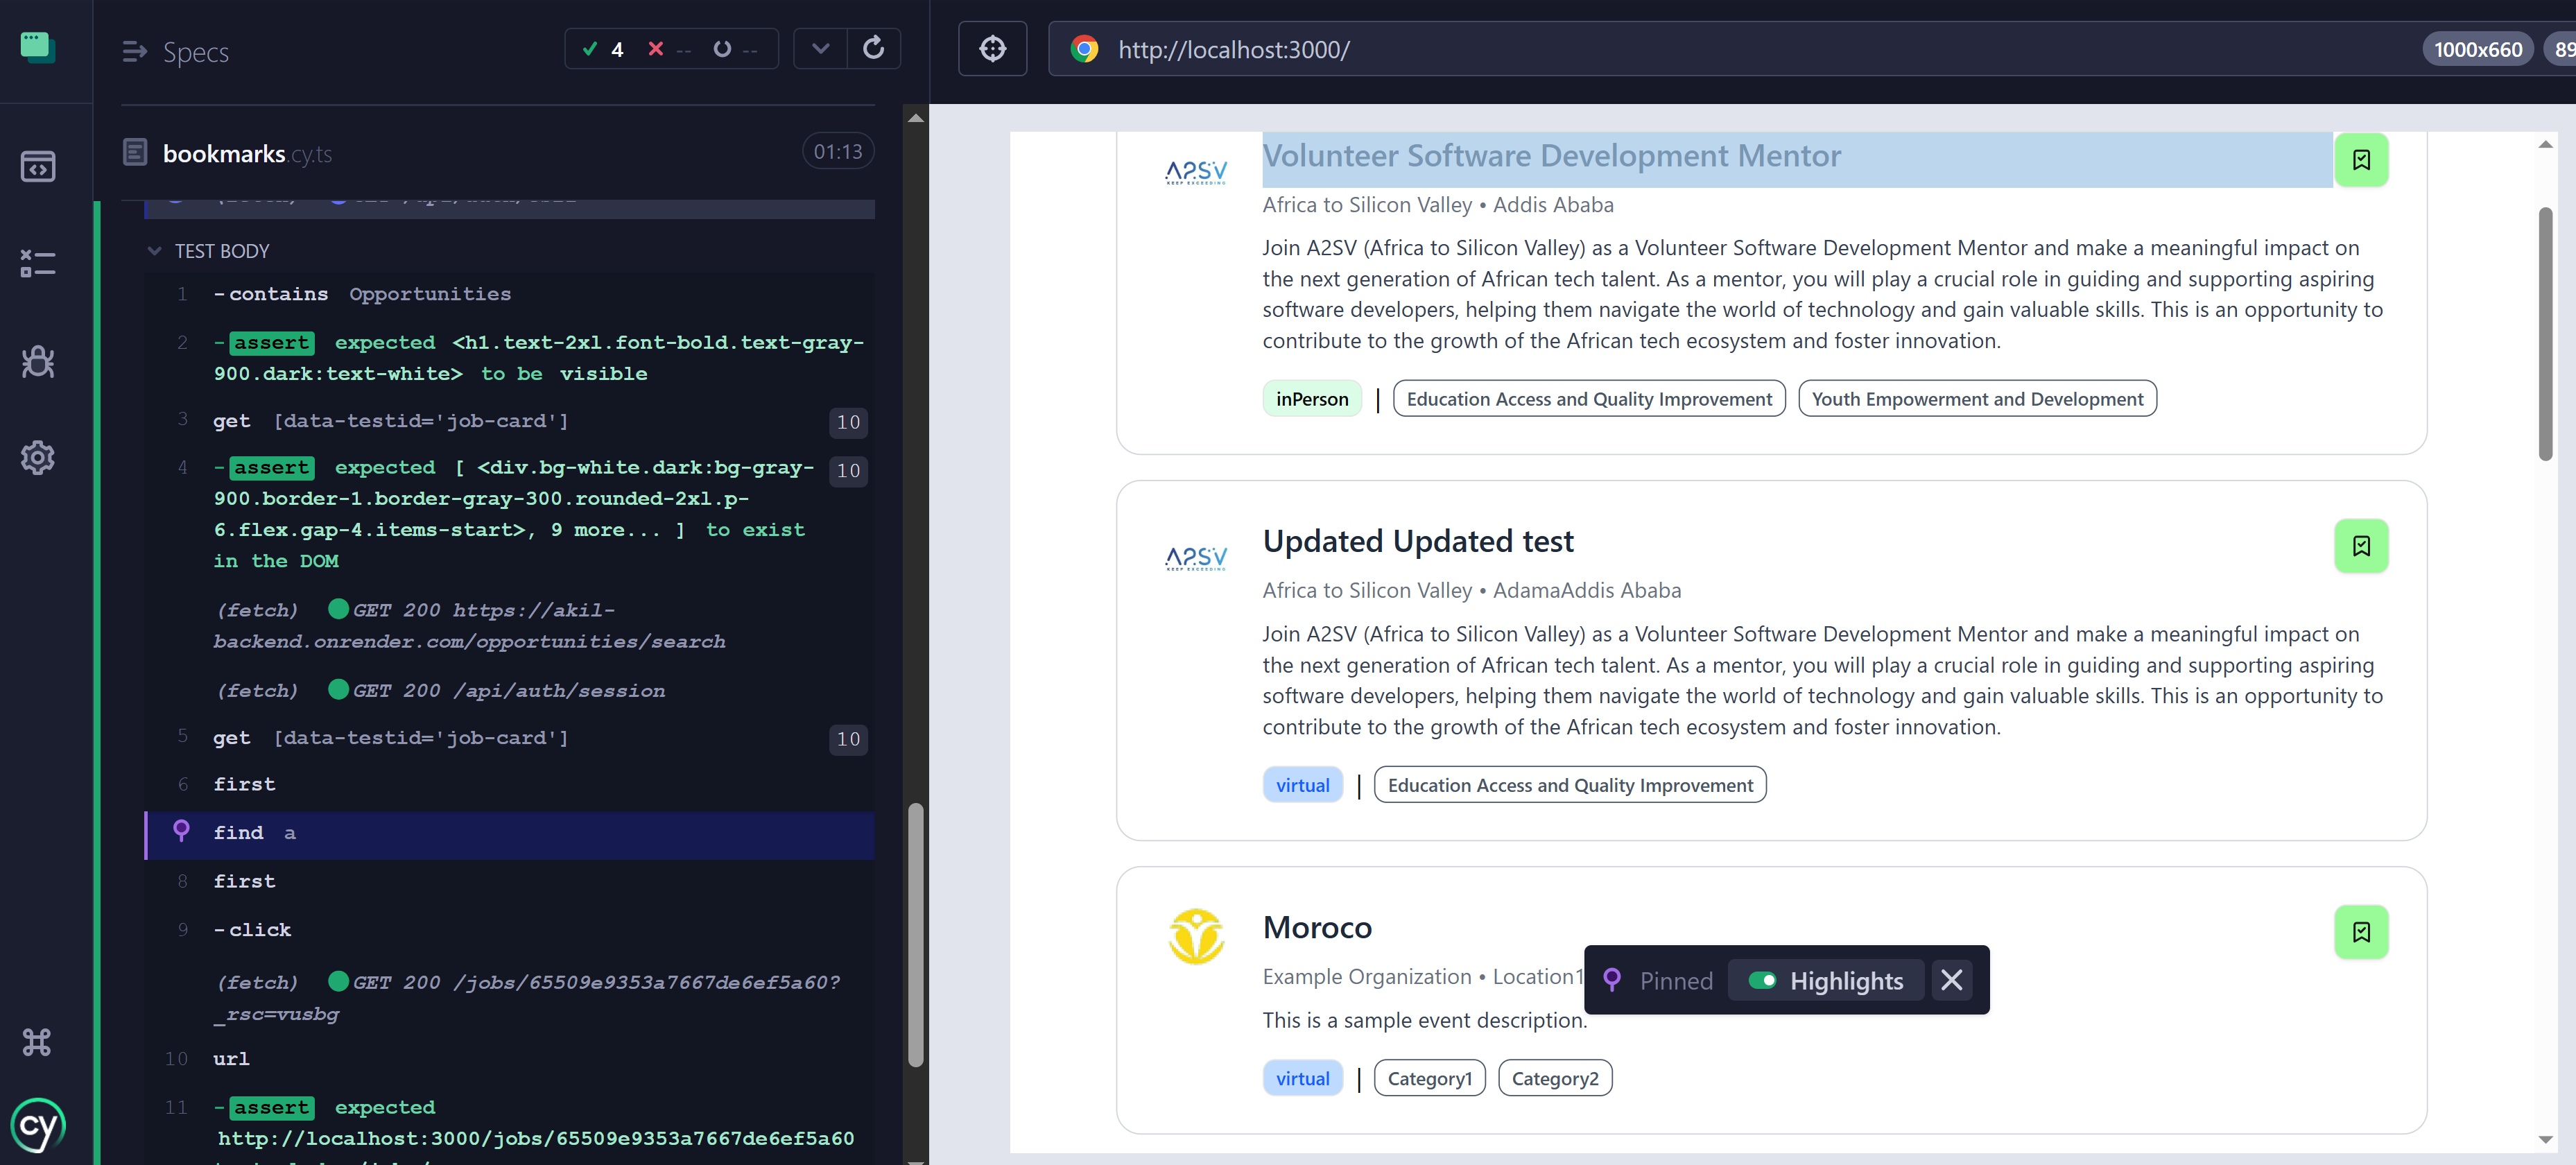 Specs
4 -- --
bookmarks.cy.ts 01:13
TEST BODY
1 -contains Opportunities
2 -assert expected <h1.text-2xl.font-bold.text-gray-
900.dark:text-white> to be visible
3 get [data-testid='job-card'] 10
4 -assert expected [ <div.bg-white.dark:bg-gray- 10
900.border-1.border-gray-300.rounded-2xl.p-
6.flex.gap-4.items-start>, 9 more... ] to exist
in the DOM
(fetch) GET 200 https://akil-
backend.onrender.com/opportunities/search
(fetch) GET 200 /api/auth/session
5 get [data-testid='job-card'] 10
6 first
find a
8 first
9 -click
(fetch) GET 200 /jobs/65509e9353a7667de6ef5a60?
_rsc=vusbg
10 url
11 -assert expected
http://localhost:3000/jobs/65509e9353a7667de6ef5a60
cy
http://localhost:3000/ 1000x660 89
A2SV
KEEP EXCEEDING
Volunteer Software Development Mentor
Africa to Silicon Valley • Addis Ababa
Join A2SV (Africa to Silicon Valley) as a Volunteer Software Development Mentor and make a meaningful impact on
the next generation of African tech talent. As a mentor, you will play a crucial role in guiding and supporting aspiring
software developers, helping them navigate the world of technology and gain valuable skills. This is an opportunity to
contribute to the growth of the African tech ecosystem and foster innovation.
inPerson | Education Access and Quality Improvement Youth Empowerment and Development
A2SV
KEEP EXCEEDING
Updated Updated test
Africa to Silicon Valley • AdamaAddis Ababa
Join A2SV (Africa to Silicon Valley) as a Volunteer Software Development Mentor and make a meaningful impact on
the next generation of African tech talent. As a mentor, you will play a crucial role in guiding and supporting aspiring
software developers, helping them navigate the world of technology and gain valuable skills. This is an opportunity to
contribute to the growth of the African tech ecosystem and foster innovation.
virtual | Education Access and Quality Improvement
Moroco
Example Organization • Location1
Pinned Highlights
This is a sample event description.
virtual | Category1 Category2